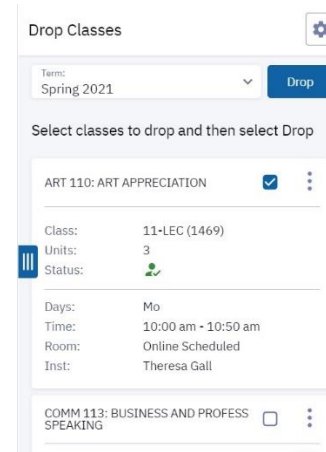 Drop Classes
Term:
Spring 2021
Drop
Select classes to drop and then select Drop
ART 110: ART APPRECIATION
Class: 11-LEC (1469)
Units: 3
Status:
Days: Mo
Time: 10:00 am - 10:50 am
Room: Online Scheduled
Inst: Theresa Gall
COMM 113: BUSINESS AND PROFESS
SPEAKING